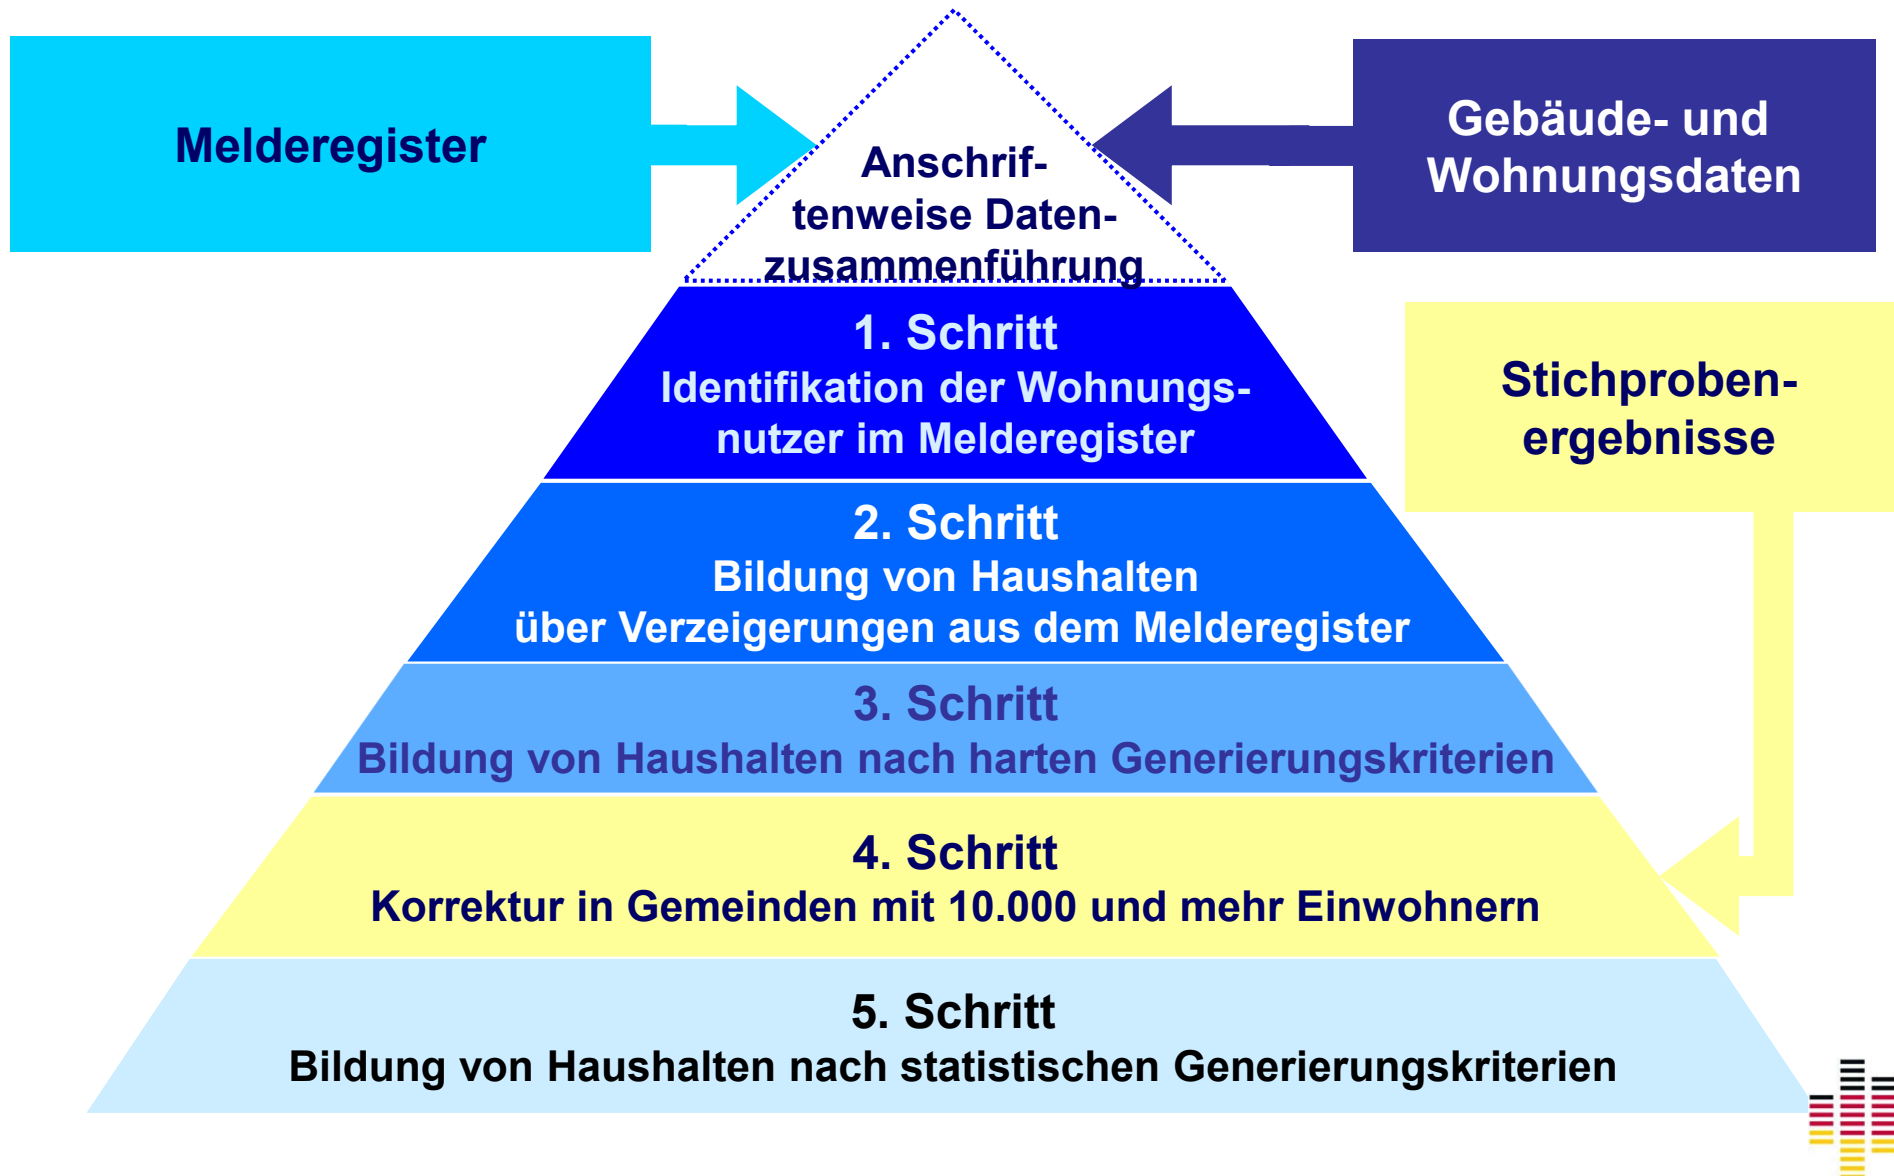 Melderegister
Gebäude- und
Wohnungsdaten
Anschrif-
tenweise Daten-
zusammenführung
1. Schritt
Identifikation der Wohnungs-
nutzer im Melderegister
Stichproben-
ergebnisse
2. Schritt
Bildung von Haushalten
über Verzeigerungen aus dem Melderegister
3. Schritt
Bildung von Haushalten nach harten Generierungskriterien
4. Schritt
Korrektur in Gemeinden mit 10.000 und mehr Einwohnern
5. Schritt
Bildung von Haushalten nach statistischen Generierungskriterien